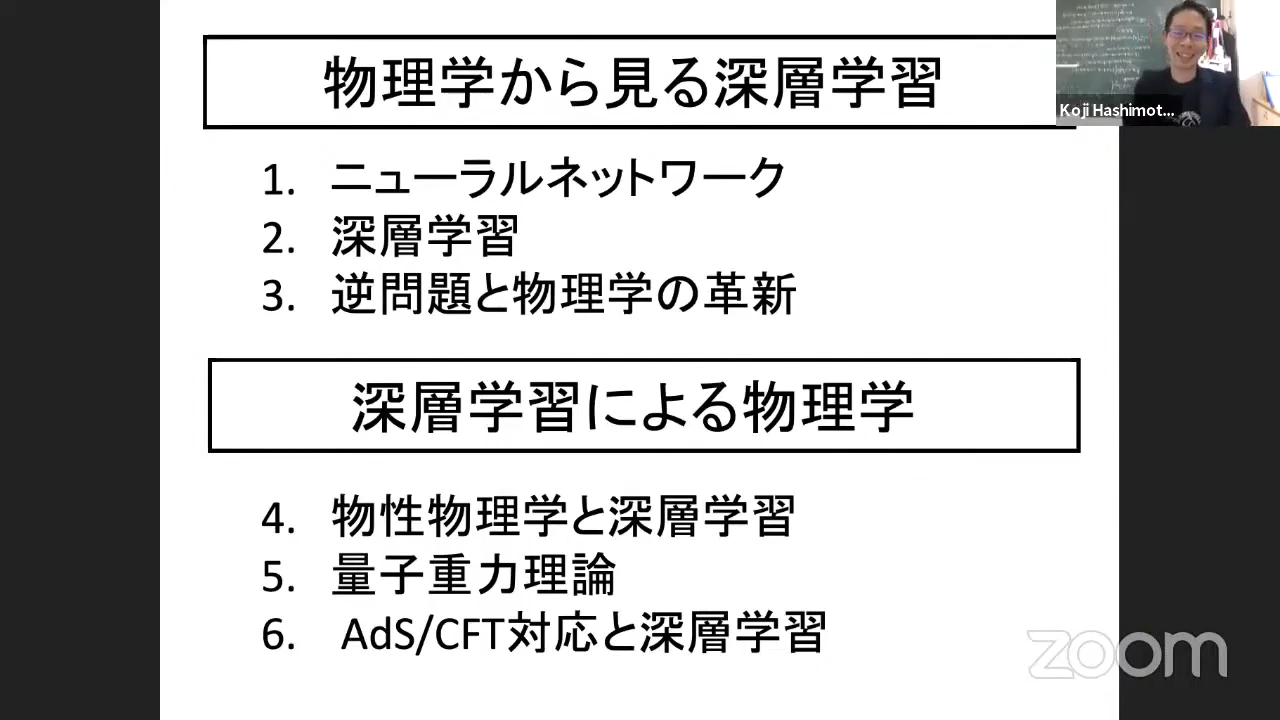 物理学から見る深層学習
Koji Hashimot...
1. ニューラルネットワーク
2. 深層学習
3. 逆問題と物理学の革新
深層学習による物理学
4. 物性物理学と深層学習
5. 量子重力理論
6. AdS/CFT対応と深層学習
zoom